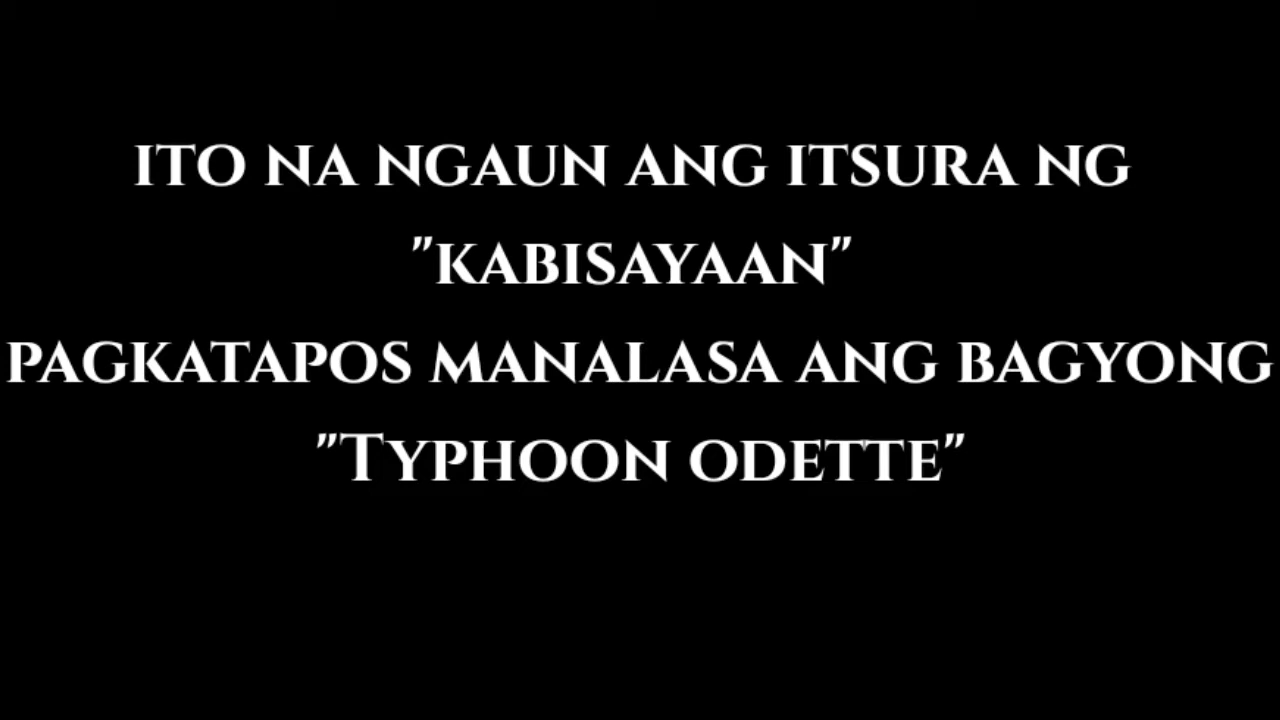 ITO NA NGAUN ANG ITSURA NG
"KABISAYAAN"
PAGKATAPOS MANALASA ANG BAGYONG
"TYPHOON ODETTE"